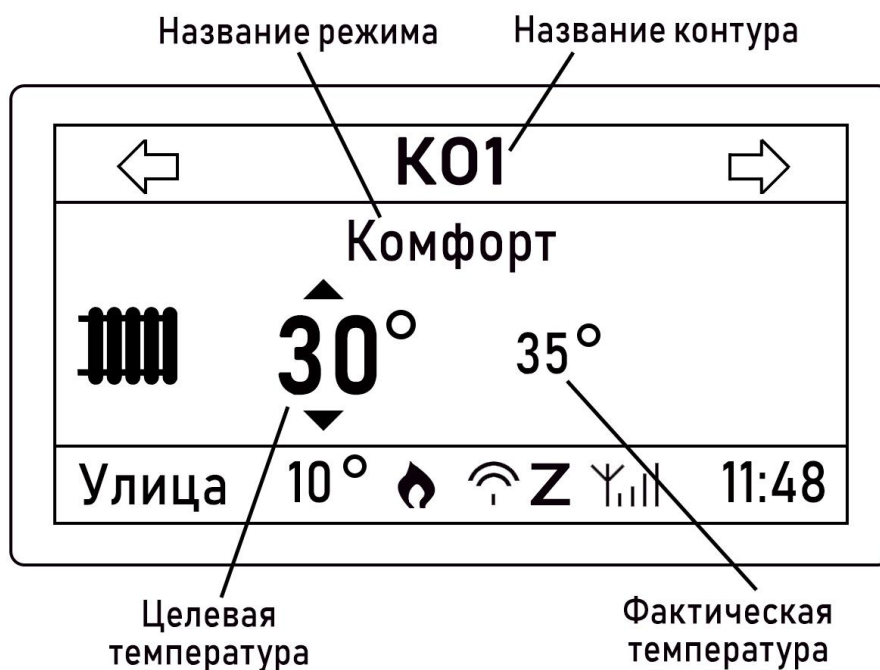 Название режима
Название контура
КО1
Комфорт
30°
35°
Улица 10° Z 11:48
Целевая
температура
Фактическая
температура